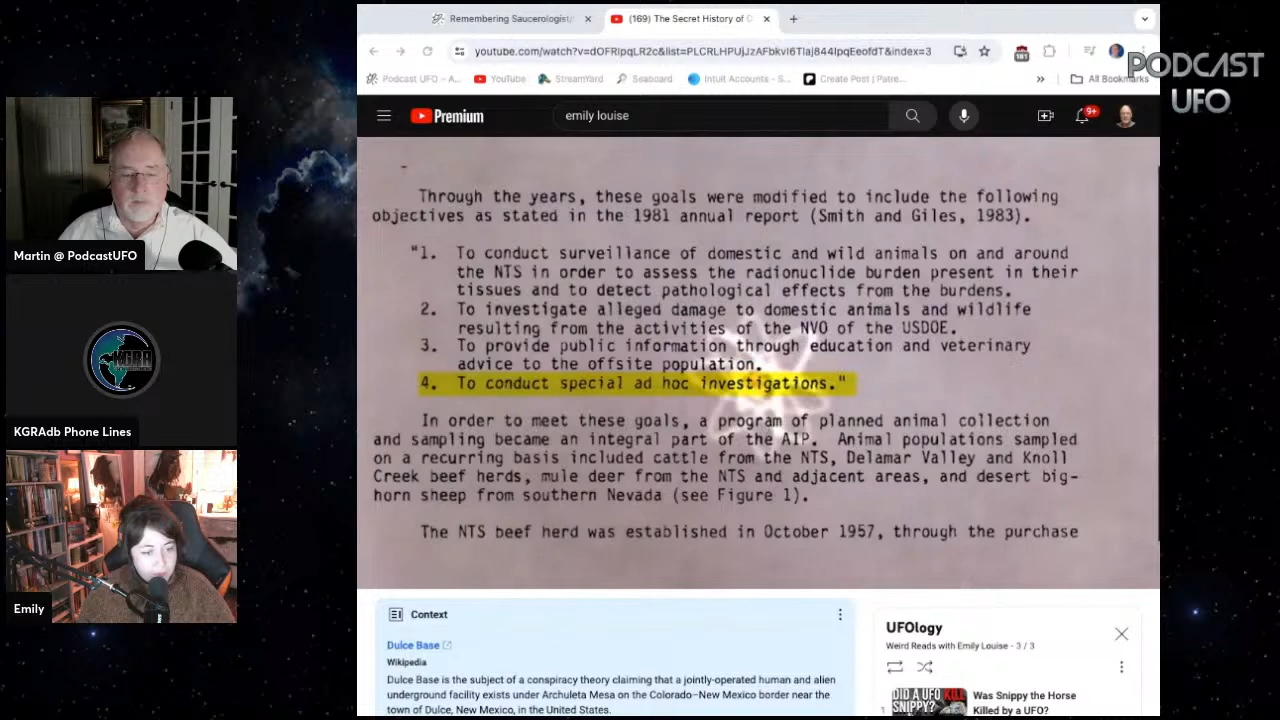 Remembering Saucerologist/
(169) The Secret History of D
youtube.com/watch?v=dOFRIpqLR2c&list=PLCRLHPUjJzAFbkvI6Tlaj844IpqEeofdT&index=3
181
Podcast UFO – A...
YouTube
StreamYard
Seaboard
Intuit Accounts - S...
Create Post | Patre...
»
All Bookmarks
PODCAST
UFO
Premium
emily louise
9+
Through the years, these goals were modified to include the following
objectives as stated in the 1981 annual report (Smith and Giles, 1983).
"1. To conduct surveillance of domestic and wild animals on and around
the NTS in order to assess the radionuclide burden present in their
tissues and to detect pathological effects from the burdens.
2. To investigate alleged damage to domestic animals and wildlife
resulting from the activities of the NVO of the USDOE.
3. To provide public information through education and veterinary
advice to the offsite population.
4. To conduct special ad hoc investigations."
In order to meet these goals, a program of planned animal collection
and sampling became an integral part of the AIP. Animal populations sampled
on a recurring basis included cattle from the NTS, Delamar Valley and Knoll
Creek beef herds, mule deer from the NTS and adjacent areas, and desert big-
horn sheep from southern Nevada (see Figure 1).
The NTS beef herd was established in October 1957, through the purchase
Martin @ PodcastUFO
KGRA
KGRAdb Phone Lines
Emily
Context
Dulce Base
Wikipedia
Dulce Base is the subject of a conspiracy theory claiming that a jointly-operated human and alien
underground facility exists under Archuleta Mesa on the Colorado–New Mexico border near the
town of Dulce, New Mexico, in the United States.
UFOlogy
Weird Reads with Emily Louise - 3 / 3
1
DID A UFO KILL
SNIPPY?
Was Snippy the Horse
Killed by a UFO?